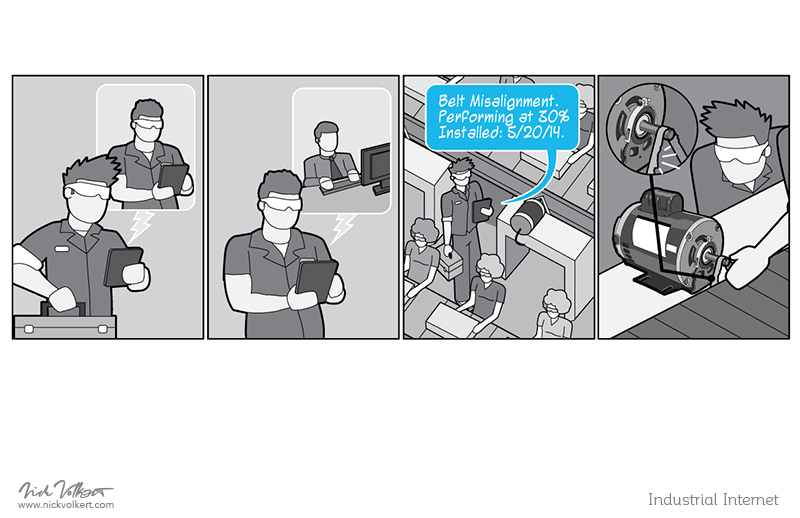 Belt Misalignment.
Performing at 30%
Installed: 5/20/14.
Nick Volkert
www.nickvolkert.com
Industrial Internet